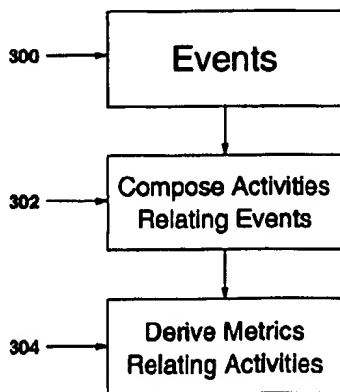 300
Events
302
Compose Activities
Relating Events
304
Derive Metrics
Relating Activities